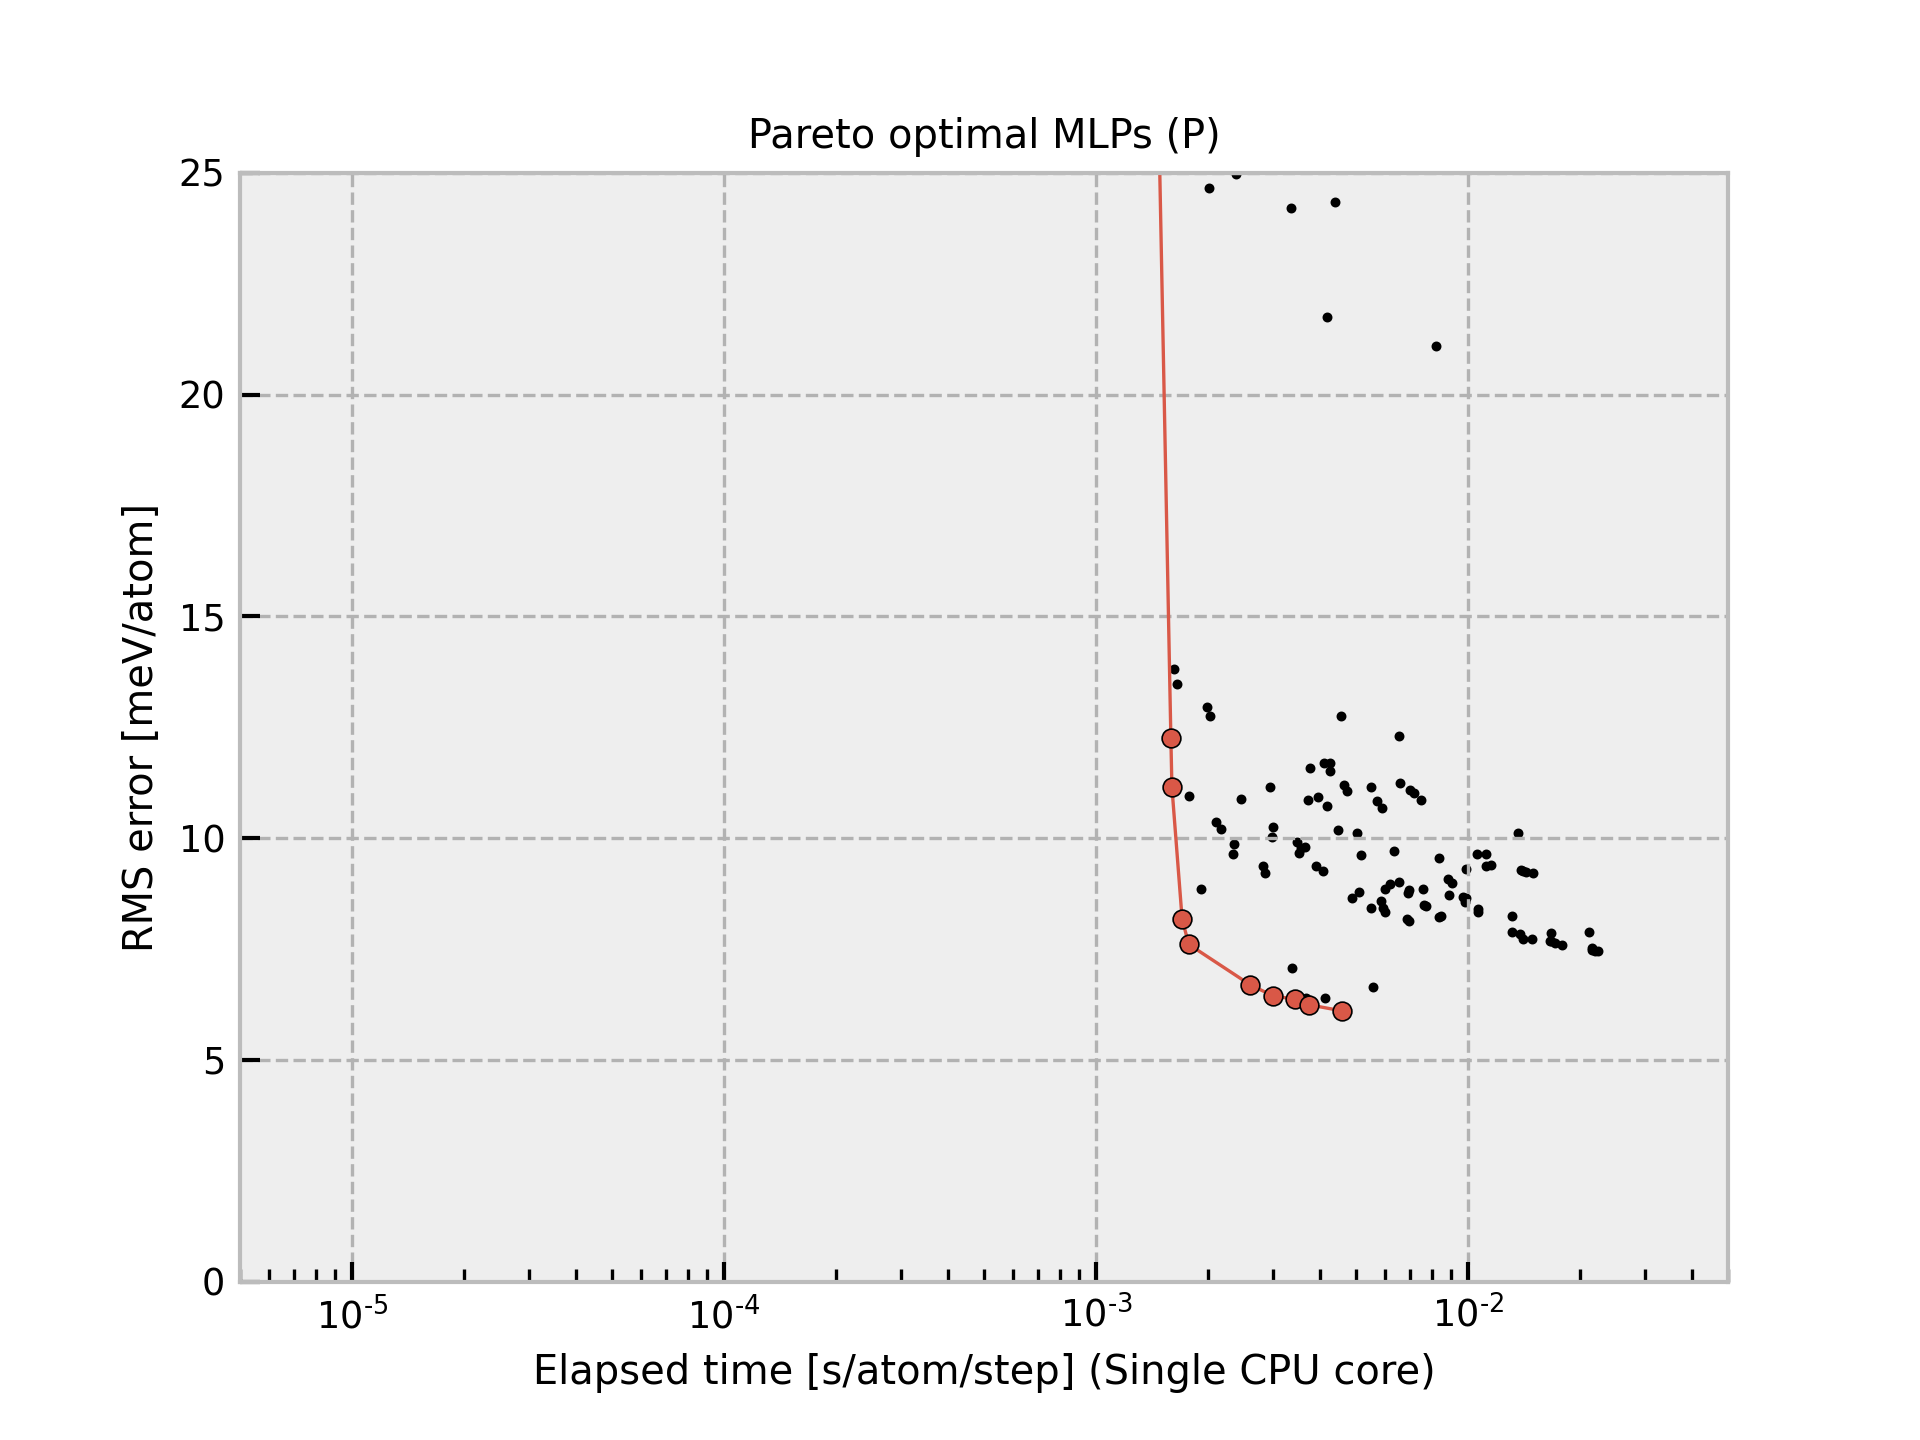 Pareto optimal MLPs (P)
25
20
15
10
5
0
RMS error [meV/atom]
10-5 10-4 10-3 10-2
Elapsed time [s/atom/step] (Single CPU core)